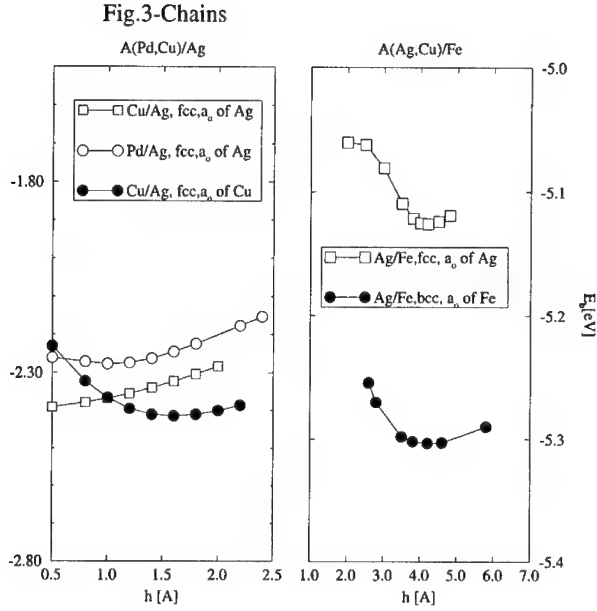 Fig.3-Chains
A(Pd,Cu)/Ag
A(Ag,Cu)/Fe
Cu/Ag, fcc,a₀ of Ag
Pd/Ag, fcc,a₀ of Ag
Cu/Ag, fcc,a₀ of Cu
-1.80
-2.30
-2.80
0.5 1.0 1.5 2.0 2.5
h [A]
Ag/Fe,fcc, a₀ of Ag
Ag/Fe,bcc, a₀ of Fe
-5.0
-5.1
-5.2
-5.3
-5.4
E_b[eV]
1.0 2.0 3.0 4.0 5.0 6.0 7.0
h [A]